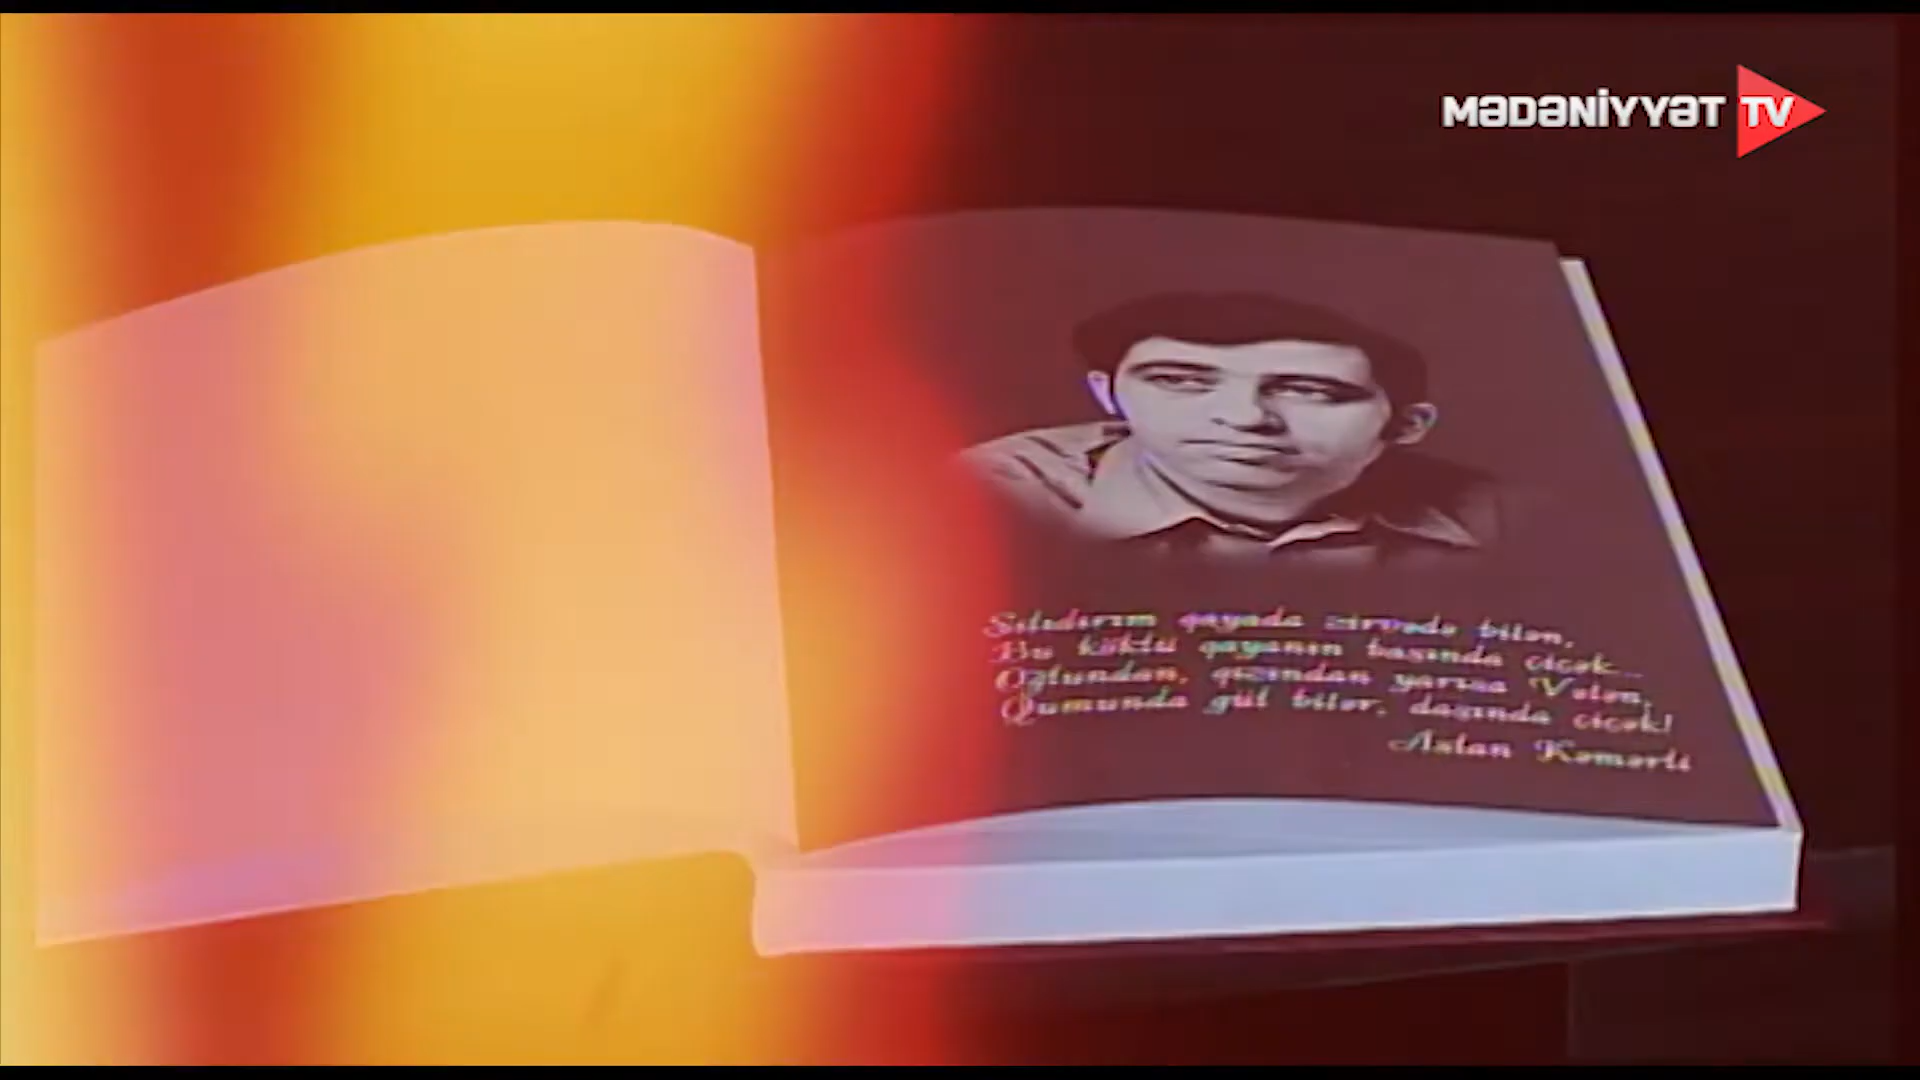 MƏDƏNİYYƏT TV
Sıldırım qayada zirvədə bitən,
Bu köklü qayanın başında çiçək...
Oğlundan, qızından yarısa Vətən,
Qumunda gül bitər, daşında çiçək!
Aslan Kəmərli